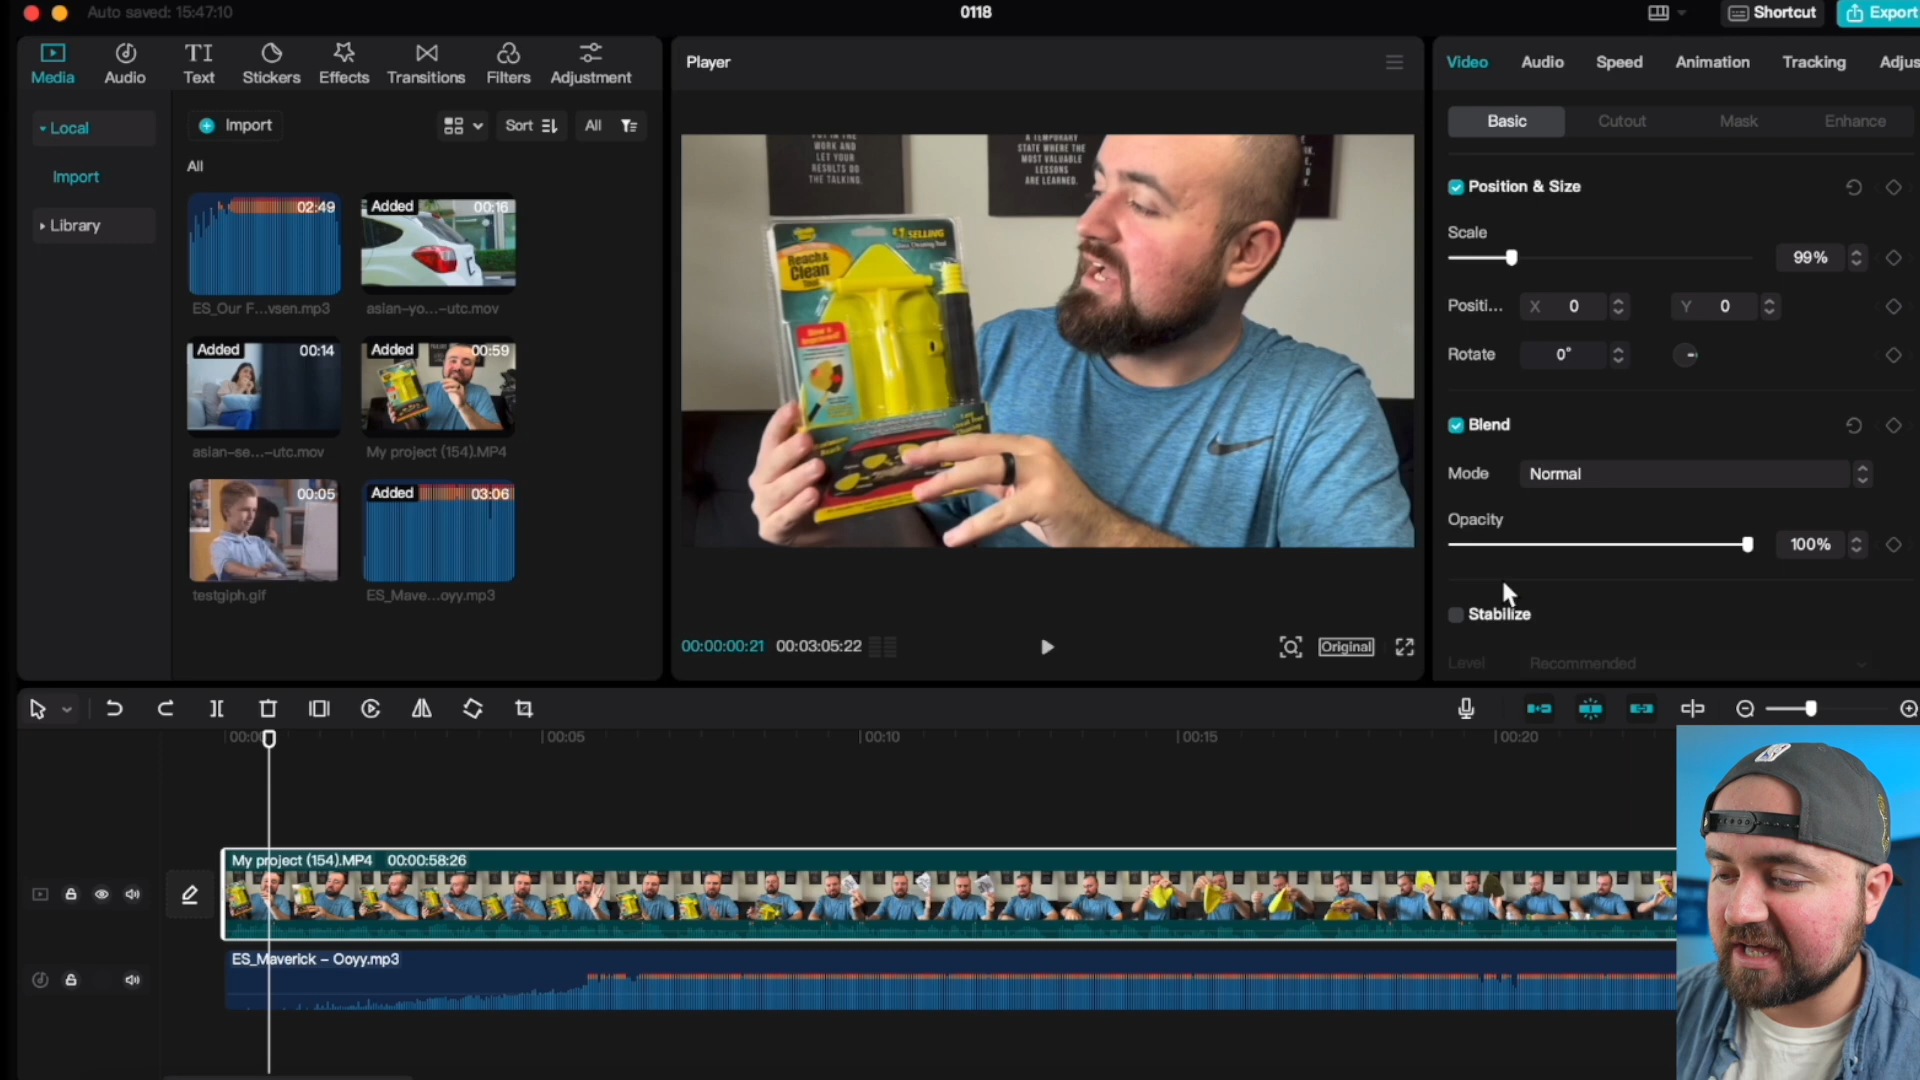 Auto saved: 15:47:10
0118
Shortcut
Export
Media
Audio
TI
Text
Stickers
Effects
Transitions
Filters
Adjustment
Local
Import
Library
Import
Sort
All
All
02:49
ES_Our F...vsen.mp3
Added
00:16
asian-yo...-utc.mov
Added
00:14
asian-se...-utc.mov
Added
00:59
My project (154).MP4
00:05
testgiph.gif
Added
03:06
ES_Mave...oyy.mp3
Player
WORK AND
LET YOUR
RESULTS DO
THE TALKING.
A TEMPORARY
STATE WHERE THE
MOST VALUABLE
LESSONS
ARE LEARNED.
#1 SELLING
Reach&
Clean
Tool
00:00:00:21
00:03:05:22
Original
Video
Audio
Speed
Animation
Tracking
Adjus
Basic
Cutout
Mask
Enhance
Position & Size
Scale
99%
Positi...
X 0
Y 0
Rotate
0°
Blend
Mode
Normal
Opacity
100%
Stabilize
Level
Recommended
00:05
00:10
00:15
00:20
My project (154).MP4 00:00:58:26
ES_Maverick – Ooyy.mp3